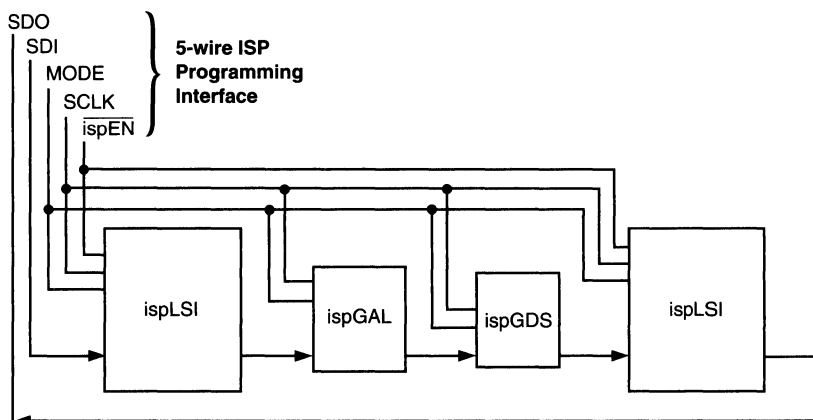 SDO
SDI
MODE
SCLK
ispEN
5-wire ISP
Programming
Interface
ispLSI
ispGAL
ispGDS
ispLSI